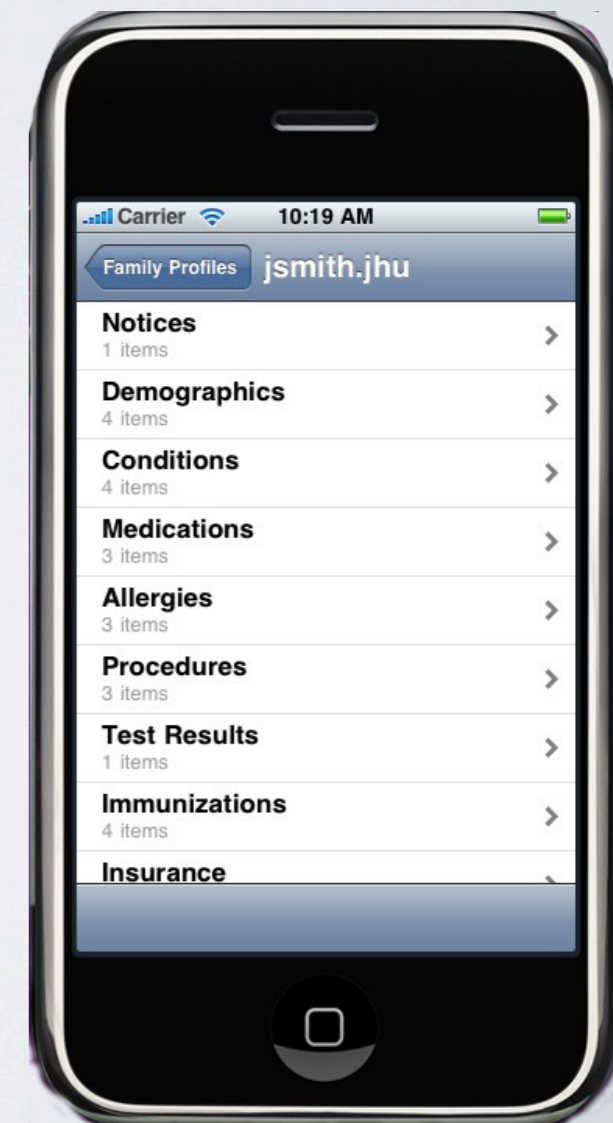 Carrier 10:19 AM
Family Profiles jsmith.jhu
Notices
1 items
Demographics
4 items
Conditions
4 items
Medications
3 items
Allergies
3 items
Procedures
3 items
Test Results
1 items
Immunizations
4 items
Insurance